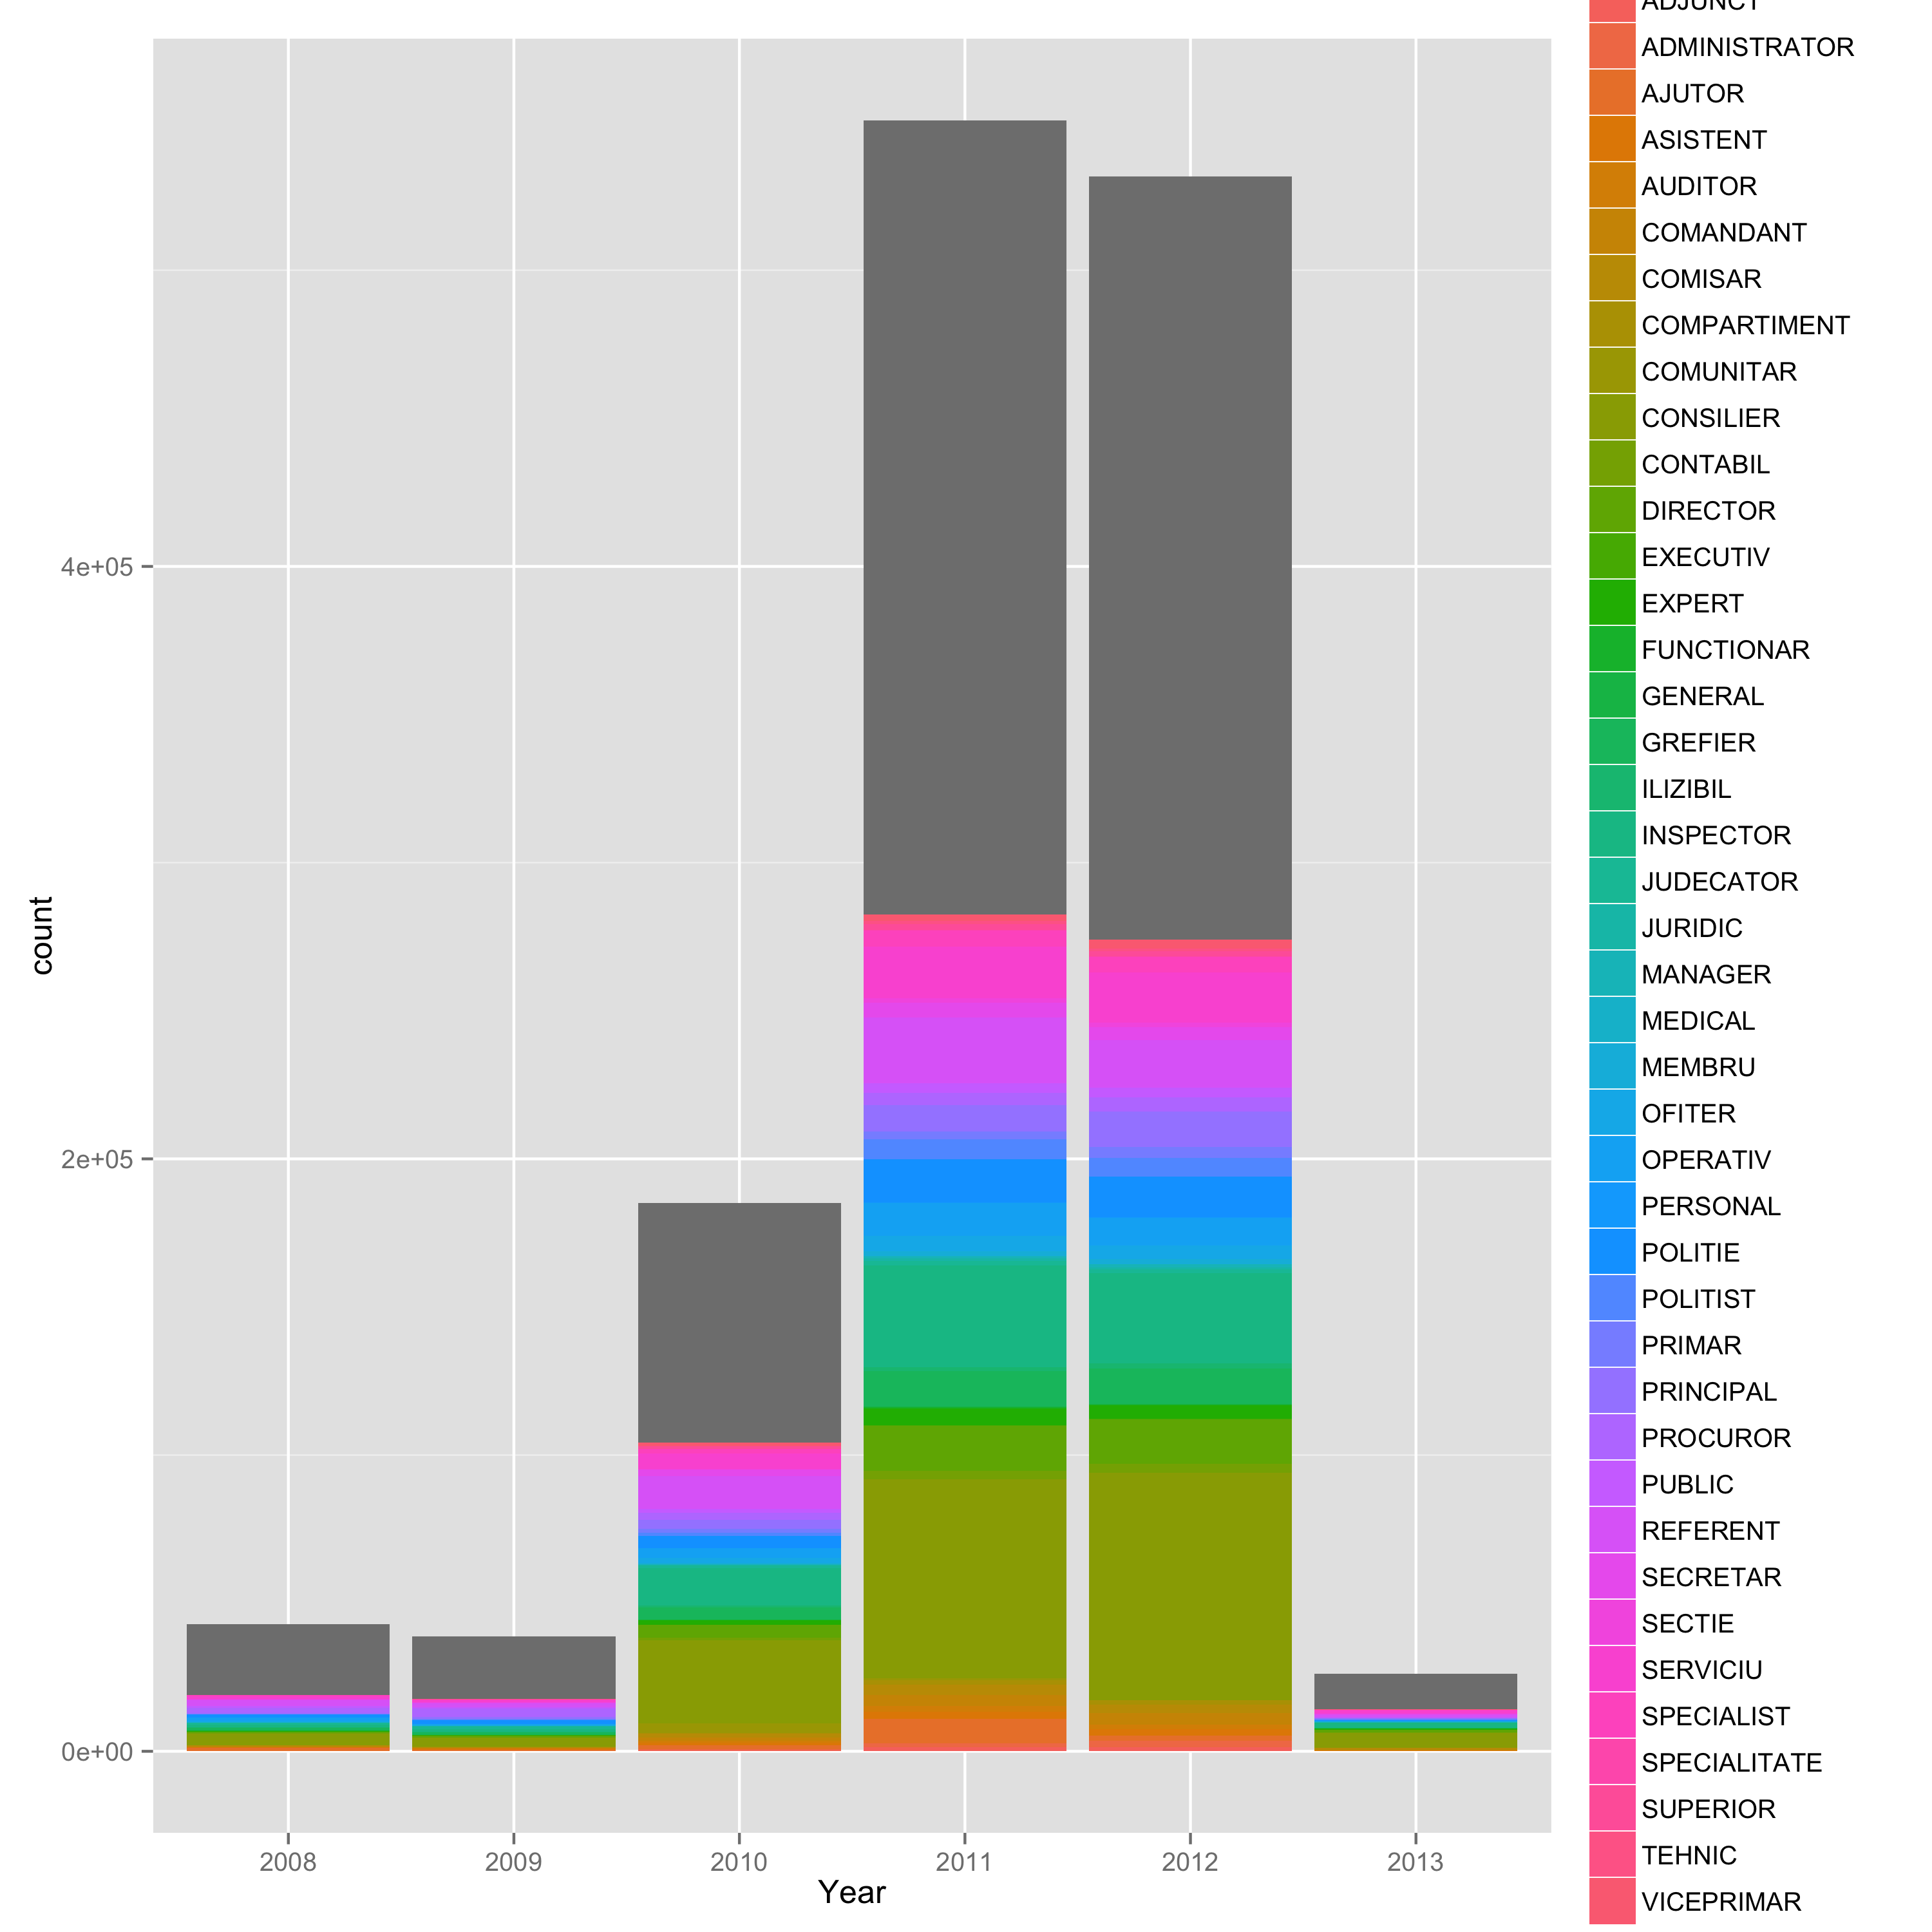 count
4e+05
2e+05
0e+00
2008 2009 2010 2011 2012 2013
Year
ADJUNCT
ADMINISTRATOR
AJUTOR
ASISTENT
AUDITOR
COMANDANT
COMISAR
COMPARTIMENT
COMUNITAR
CONSILIER
CONTABIL
DIRECTOR
EXECUTIV
EXPERT
FUNCTIONAR
GENERAL
GREFIER
ILIZIBIL
INSPECTOR
JUDECATOR
JURIDIC
MANAGER
MEDICAL
MEMBRU
OFITER
OPERATIV
PERSONAL
POLITIE
POLITIST
PRIMAR
PRINCIPAL
PROCUROR
PUBLIC
REFERENT
SECRETAR
SECTIE
SERVICIU
SPECIALIST
SPECIALITATE
SUPERIOR
TEHNIC
VICEPRIMAR